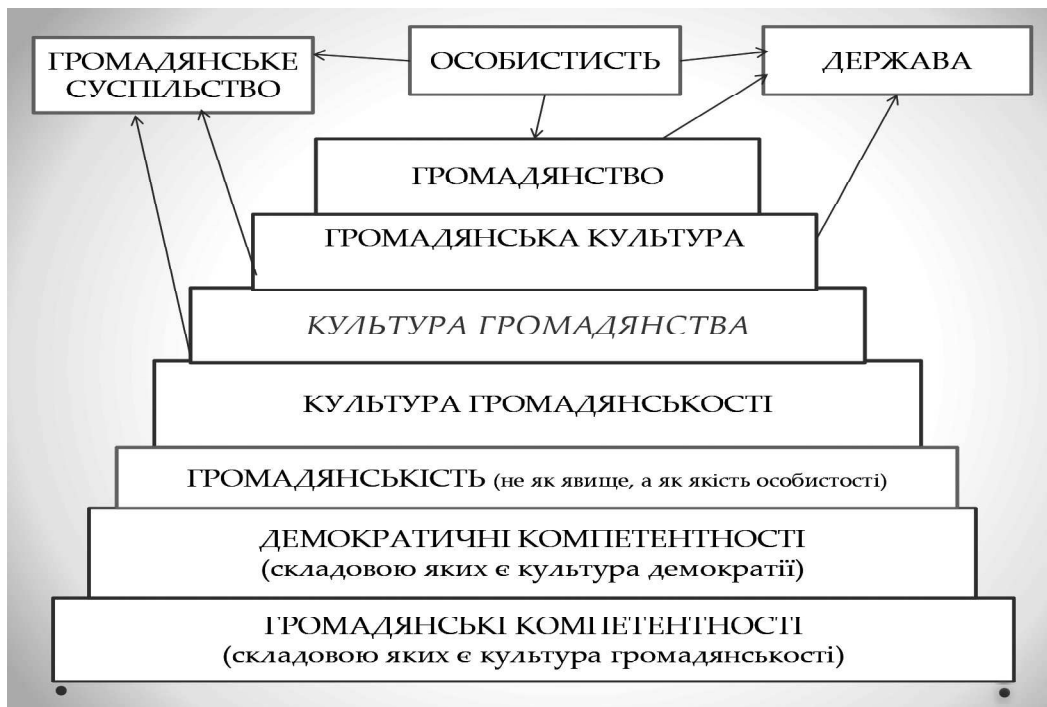 ГРОМАДЯНСЬКЕ
СУСПІЛЬСТВО
ОСОБИСТИСТЬ
ДЕРЖАВА
ГРОМАДЯНСТВО
ГРОМАДЯНСЬКА КУЛЬТУРА
КУЛЬТУРА ГРОМАДЯНСТВА
КУЛЬТУРА ГРОМАДЯНСЬКОСТІ
ГРОМАДЯНСЬКІСТЬ (не як явище, а як якість особистості)
ДЕМОКРАТИЧНІ КОМПЕТЕНТНОСТІ
(складовою яких є культура демократії)
ГРОМАДЯНСЬКІ КОМПЕТЕНТНОСТІ
(складовою яких є культура громадянськості)